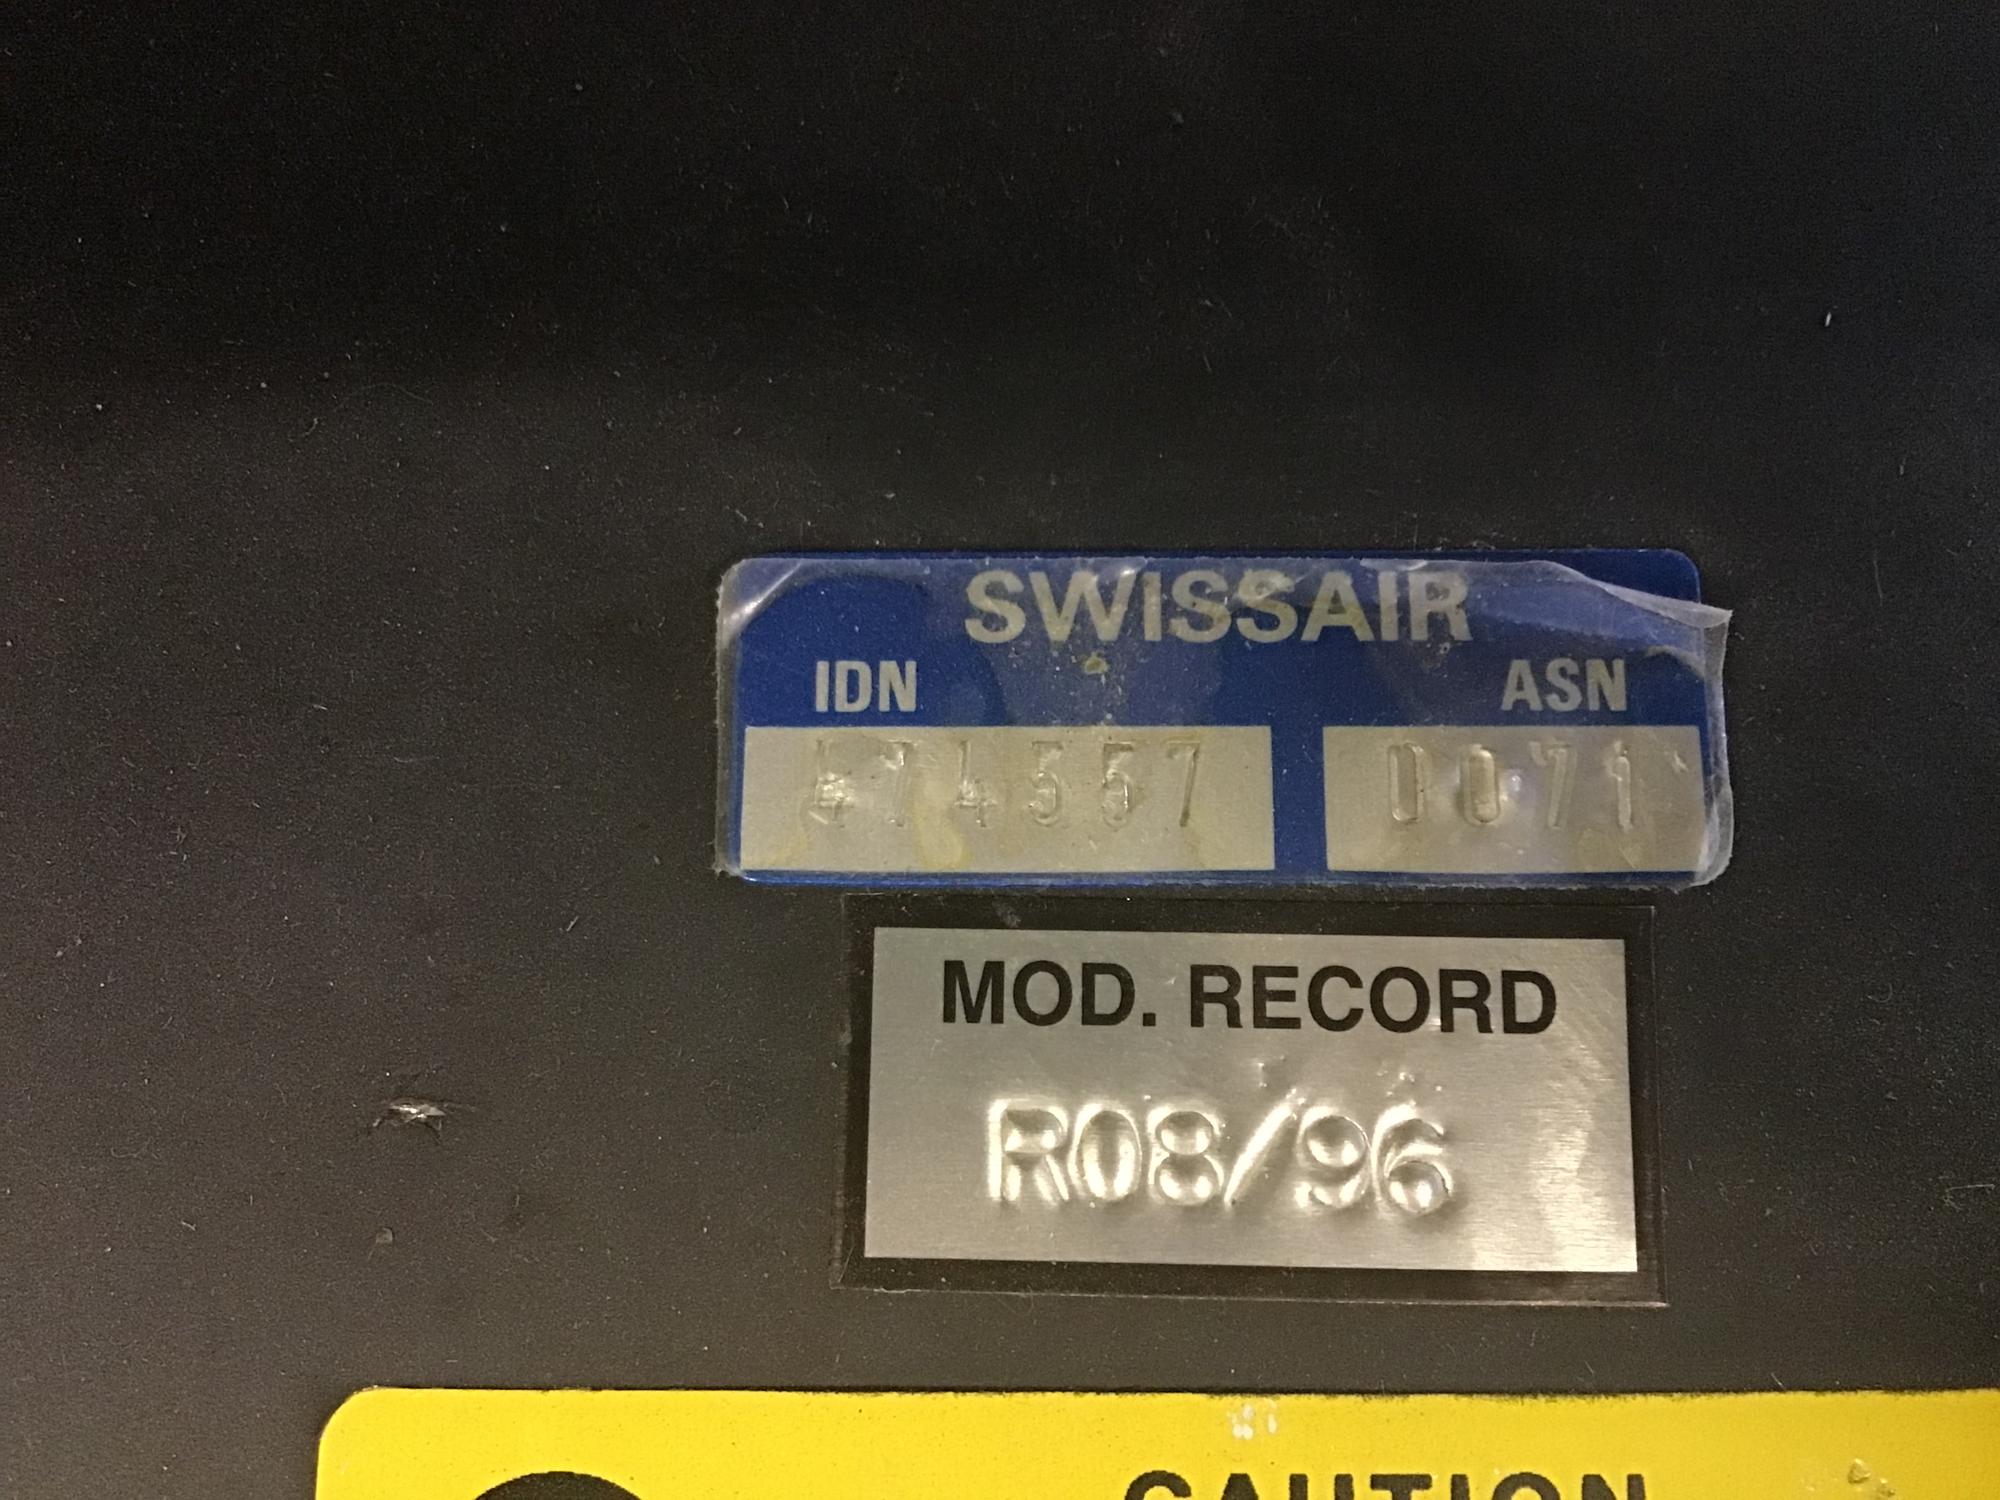 SWISSAIR
IDN ASN
474557 0071
MOD. RECORD
R08/96
CAUTION